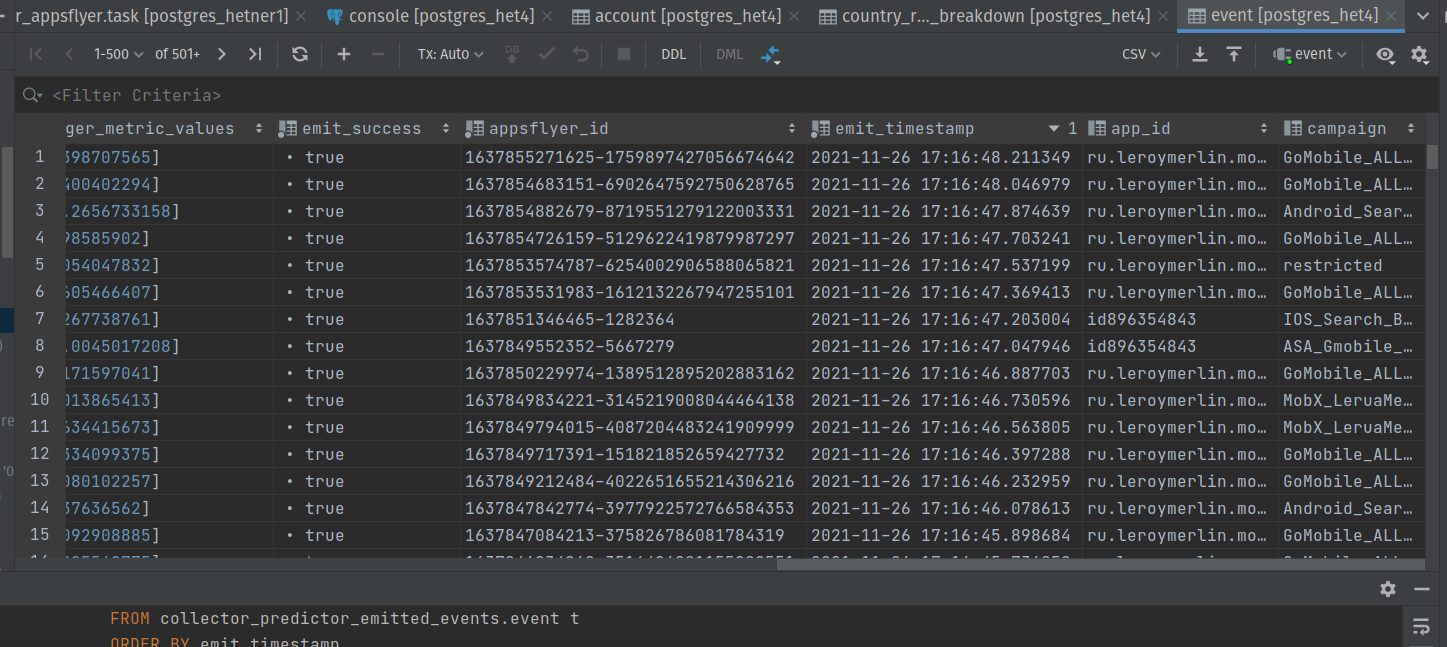 r_appsflyer.task [postgres_hetner1] console [postgres_het4] account [postgres_het4] country_r..._breakdown [postgres_het4] event [postgres_het4]
1-500 of 501+ Tx: Auto DB DDL DML CSV event
<Filter Criteria>
ger_metric_values emit_success appsflyer_id emit_timestamp 1 app_id campaign
1 398707565] true 1637855271625-1759897427056674642 2021-11-26 17:16:48.211349 ru.leroymerlin.mo... GoMobile_ALL...
2 400402294] true 1637854683151-6902647592750628765 2021-11-26 17:16:48.046979 ru.leroymerlin.mo... GoMobile_ALL...
3 .2656733158] true 1637854882679-8719551279122003331 2021-11-26 17:16:47.874639 ru.leroymerlin.mo... Android_Sear...
4 98585902] true 1637854726159-5129622419879987297 2021-11-26 17:16:47.703241 ru.leroymerlin.mo... GoMobile_ALL...
5 054047832] true 1637853574787-6254002906588065821 2021-11-26 17:16:47.537199 ru.leroymerlin.mo... restricted
6 605466407] true 1637853531983-1612132267947255101 2021-11-26 17:16:47.369413 ru.leroymerlin.mo... GoMobile_ALL...
7 267738761] true 1637851346465-1282364 2021-11-26 17:16:47.203004 id896354843 IOS_Search_B...
8 .0045017208] true 1637849552352-5667279 2021-11-26 17:16:47.047946 id896354843 ASA_Gmobile_...
9 171597041] true 1637850229974-1389512895202883162 2021-11-26 17:16:46.887703 ru.leroymerlin.mo... GoMobile_ALL...
10 013865413] true 1637849834221-3145219008044464138 2021-11-26 17:16:46.730596 ru.leroymerlin.mo... MobX_LeruaMe...
11 634415673] true 1637849794015-4087204483241909999 2021-11-26 17:16:46.563805 ru.leroymerlin.mo... MobX_LeruaMe...
12 334099375] true 1637849717391-151821852659427732 2021-11-26 17:16:46.397288 ru.leroymerlin.mo... GoMobile_ALL...
13 080102257] true 1637849212484-4022651655214306216 2021-11-26 17:16:46.232959 ru.leroymerlin.mo... GoMobile_ALL...
14 37636562] true 1637847842774-3977922572766584353 2021-11-26 17:16:46.078613 ru.leroymerlin.mo... Android_Sear...
15 092908885] true 1637847084213-375826786081784319 2021-11-26 17:16:45.898684 ru.leroymerlin.mo... GoMobile_ALL...
FROM collector_predictor_emitted_events.event t
ORDER BY emit_timestamp